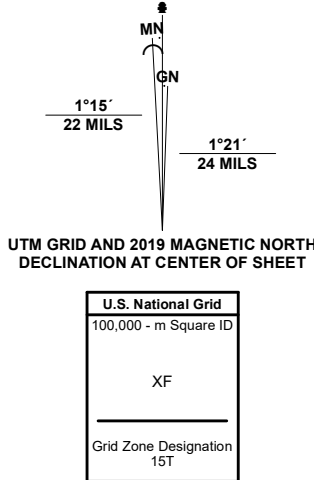 MN
GN
1°15´
22 MILS
1°21´
24 MILS
UTM GRID AND 2019 MAGNETIC NORTH
DECLINATION AT CENTER OF SHEET
U.S. National Grid
100,000 - m Square ID
XF
Grid Zone Designation
15T